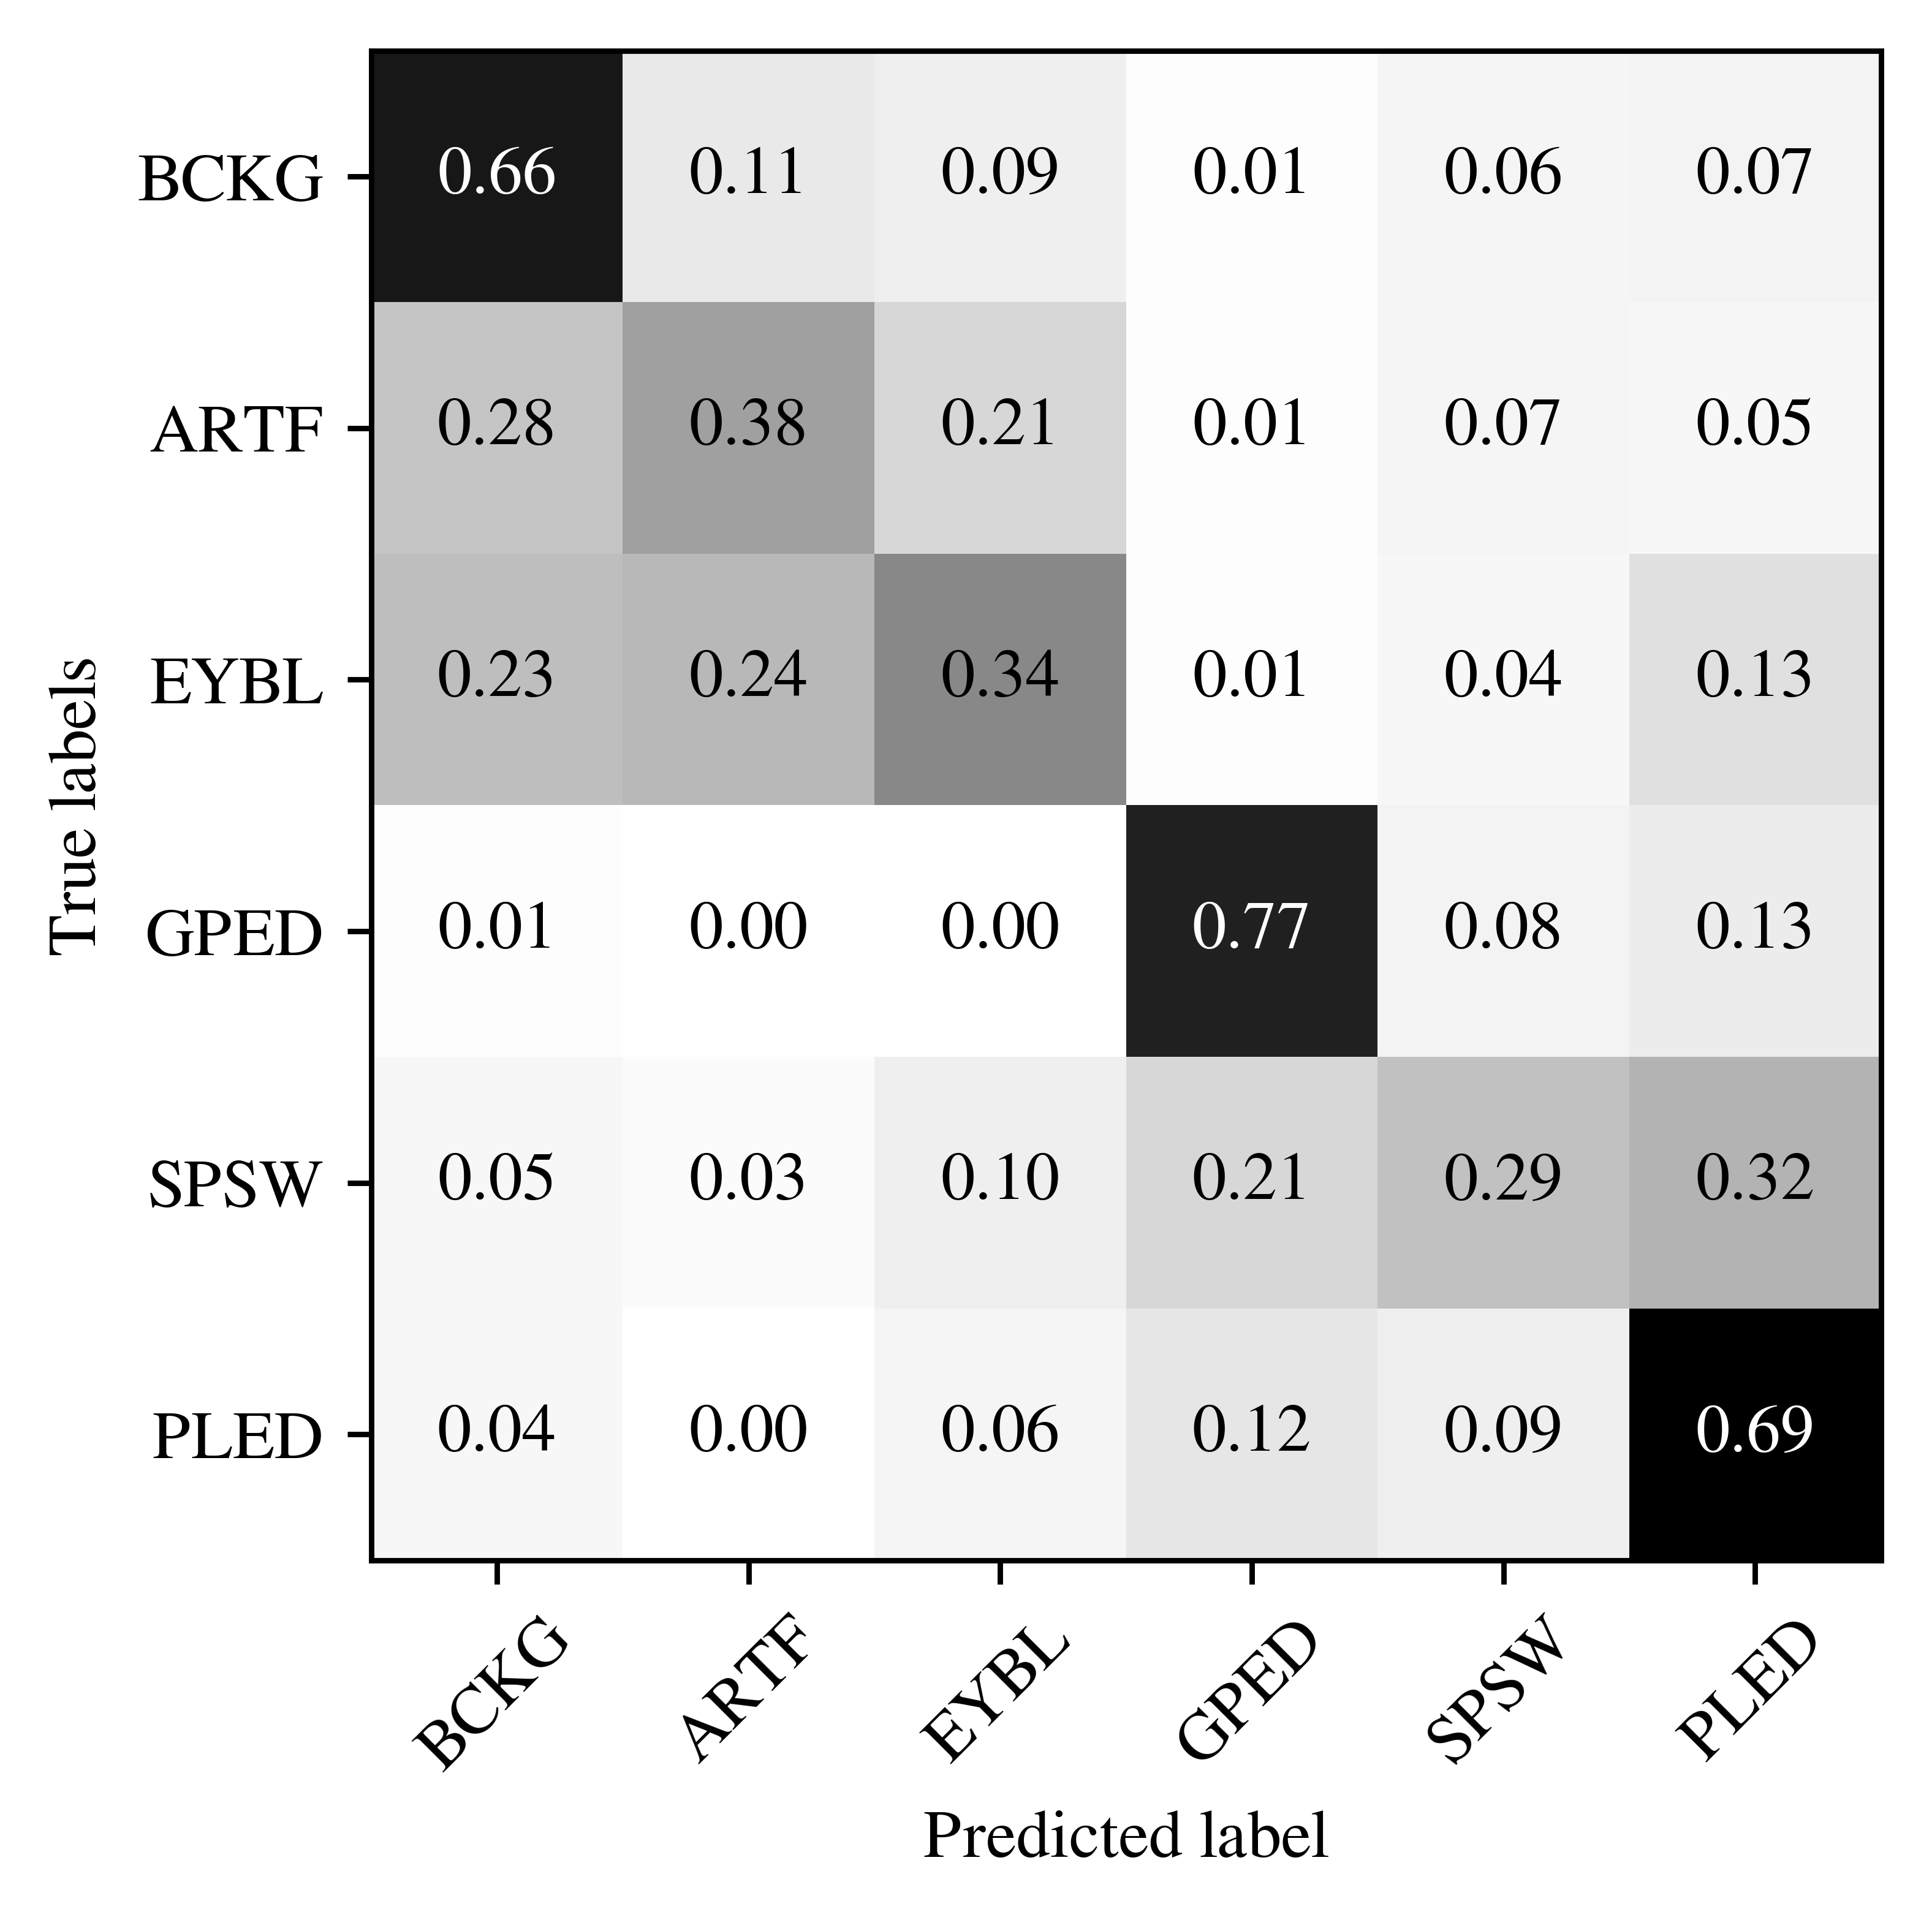 True labels
BCKG 0.66 0.11 0.09 0.01 0.06 0.07
ARTF 0.28 0.38 0.21 0.01 0.07 0.05
EYBL 0.23 0.24 0.34 0.01 0.04 0.13
GPED 0.01 0.00 0.00 0.77 0.08 0.13
SPSW 0.05 0.03 0.10 0.21 0.29 0.32
PLED 0.04 0.00 0.06 0.12 0.09 0.69
BCKG ARTF EYBL GPED SPSW PLED
Predicted label